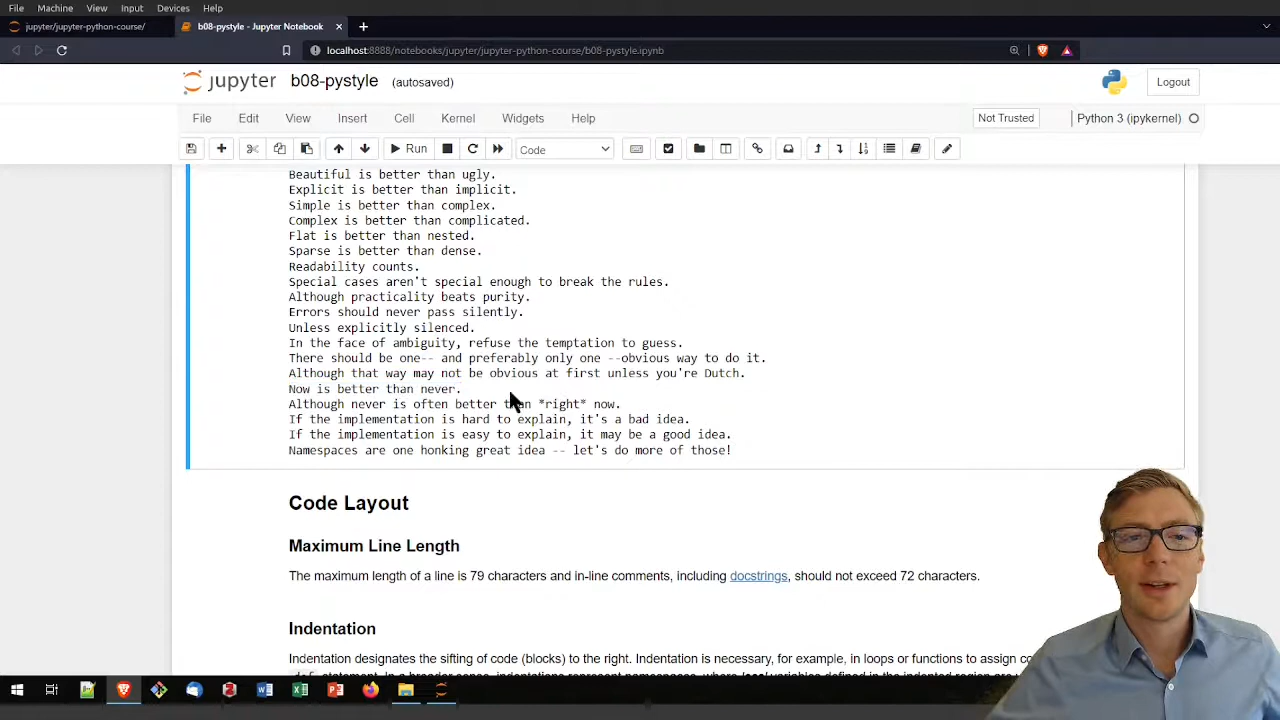 File Machine View Input Devices Help
jupyter/jupyter-python-course/
b08-pystyle - Jupyter Notebook
localhost:8888/notebooks/jupyter/jupyter-python-course/b08-pystyle.ipynb
jupyter b08-pystyle (autosaved)
Logout
File Edit View Insert Cell Kernel Widgets Help
Not Trusted
Python 3 (ipykernel)
Run
Code
Beautiful is better than ugly.
Explicit is better than implicit.
Simple is better than complex.
Complex is better than complicated.
Flat is better than nested.
Sparse is better than dense.
Readability counts.
Special cases aren't special enough to break the rules.
Although practicality beats purity.
Errors should never pass silently.
Unless explicitly silenced.
In the face of ambiguity, refuse the temptation to guess.
There should be one-- and preferably only one --obvious way to do it.
Although that way may not be obvious at first unless you're Dutch.
Now is better than never.
Although never is often better than *right* now.
If the implementation is hard to explain, it's a bad idea.
If the implementation is easy to explain, it may be a good idea.
Namespaces are one honking great idea -- let's do more of those!
Code Layout
Maximum Line Length
The maximum length of a line is 79 characters and in-line comments, including docstrings, should not exceed 72 characters.
Indentation
Indentation designates the sifting of code (blocks) to the right. Indentation is necessary, for example, in loops or functions to assign